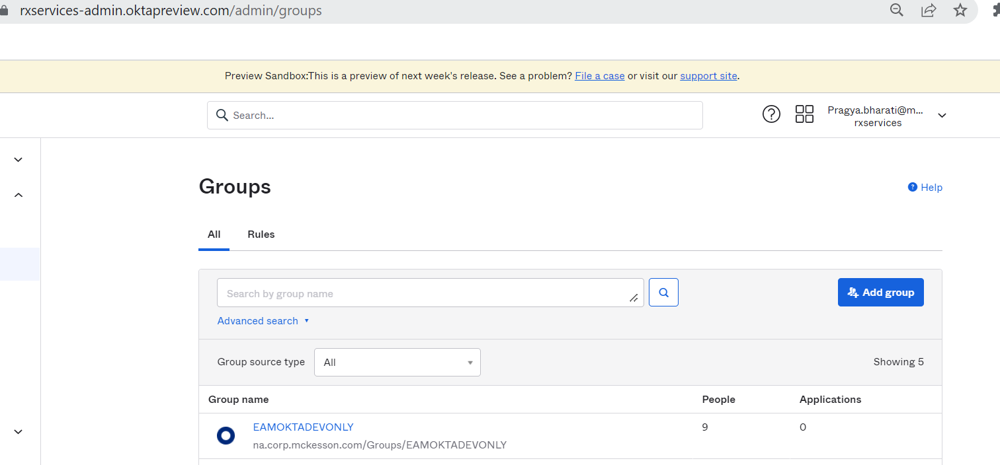 rxservices-admin.oktapreview.com/admin/groups
Preview Sandbox:This is a preview of next week's release. See a problem? File a case or visit our support site.
Search...
Pragya.bharati@m...
rxservices
Groups
Help
All
Rules
Search by group name
Add group
Advanced search
Group source type
All
Showing 5
Group name
People
Applications
EAMOKTADEVONLY
9
0
na.corp.mckesson.com/Groups/EAMOKTADEVONLY